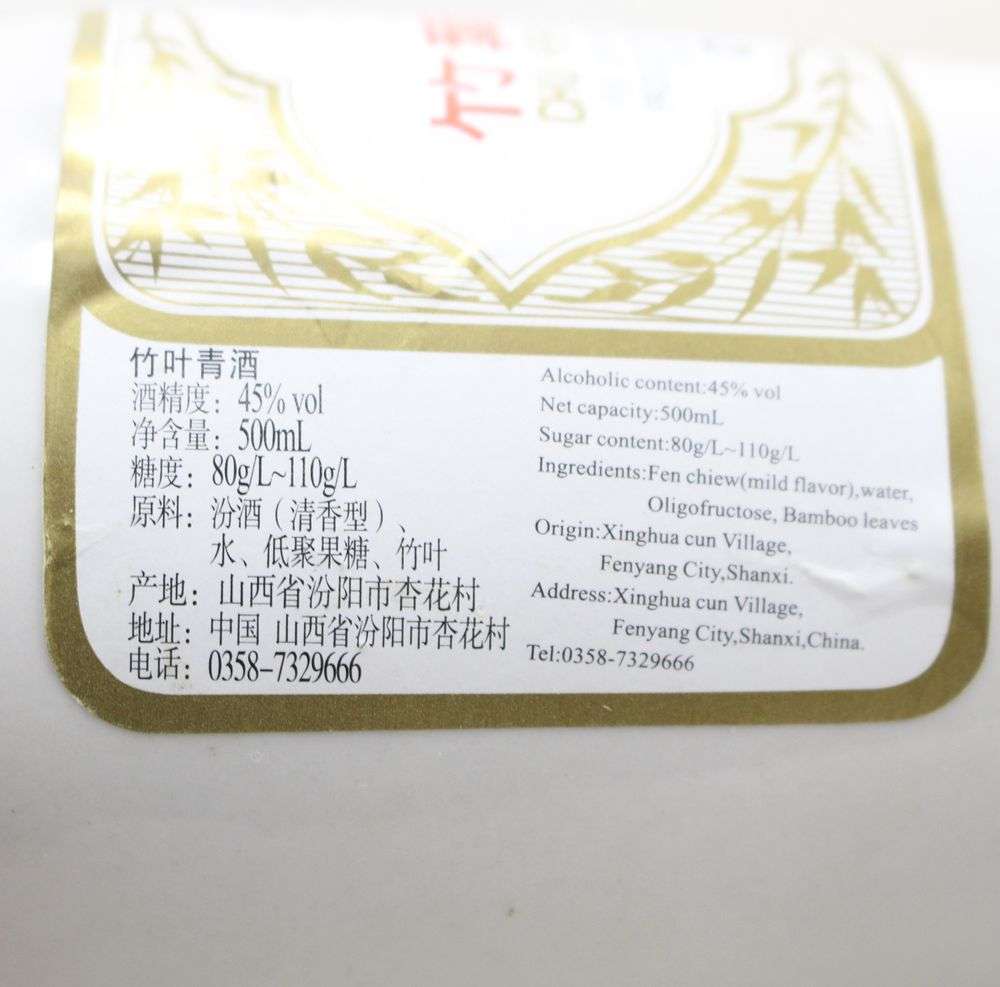 竹
竹叶青酒
酒精度：45% vol
净含量：500mL
糖度：80g/L~110g/L
原料：汾酒（清香型）、
水、低聚果糖、竹叶
产地：山西省汾阳市杏花村
地址：中国 山西省汾阳市杏花村
电话：0358-7329666
Alcoholic content:45% vol
Net capacity:500mL
Sugar content:80g/L~110g/L
Ingredients:Fen chiew(mild flavor),water,
Oligofructose, Bamboo leaves
Origin:Xinghua cun Village,
Fenyang City,Shanxi.
Address:Xinghua cun Village,
Fenyang City,Shanxi,China.
Tel:0358-7329666